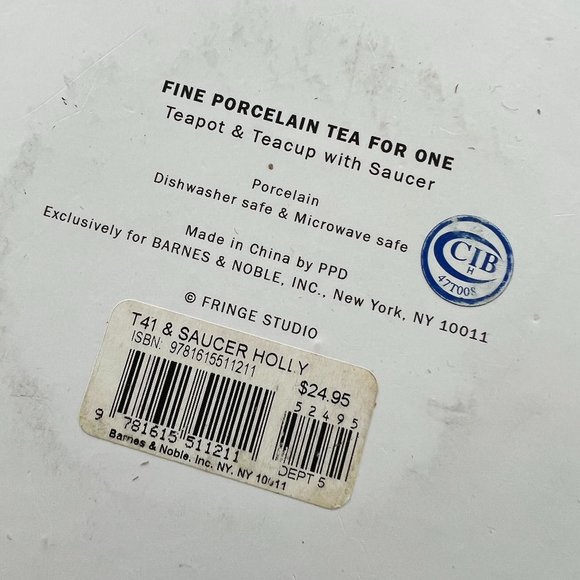 FINE PORCELAIN TEA FOR ONE
Teapot & Teacup with Saucer
Porcelain
Dishwasher safe & Microwave safe
Made in China by PPD
Exclusively for BARNES & NOBLE, INC., New York, NY 10011
© FRINGE STUDIO
CIB
H
47T008
T41 & SAUCER HOLLY
ISBN: 9781615511211
$24.95
52495
9 781615 511211
DEPT 5
Barnes & Noble, Inc. NY, NY 10011